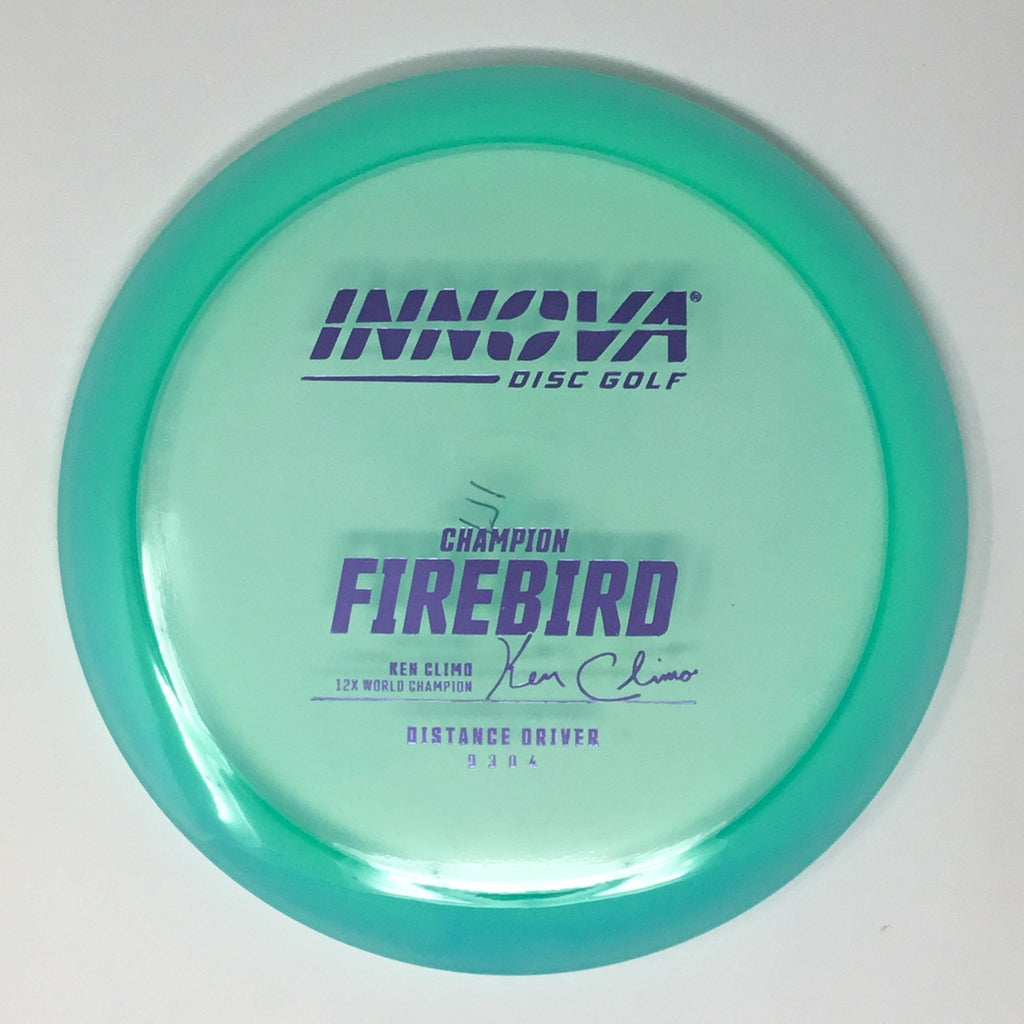 INNOVA®
DISC GOLF
CHAMPION
FIREBIRD
KEN CLIMO
12X WORLD CHAMPION
Ken Climo
DISTANCE DRIVER
9 3 0 4